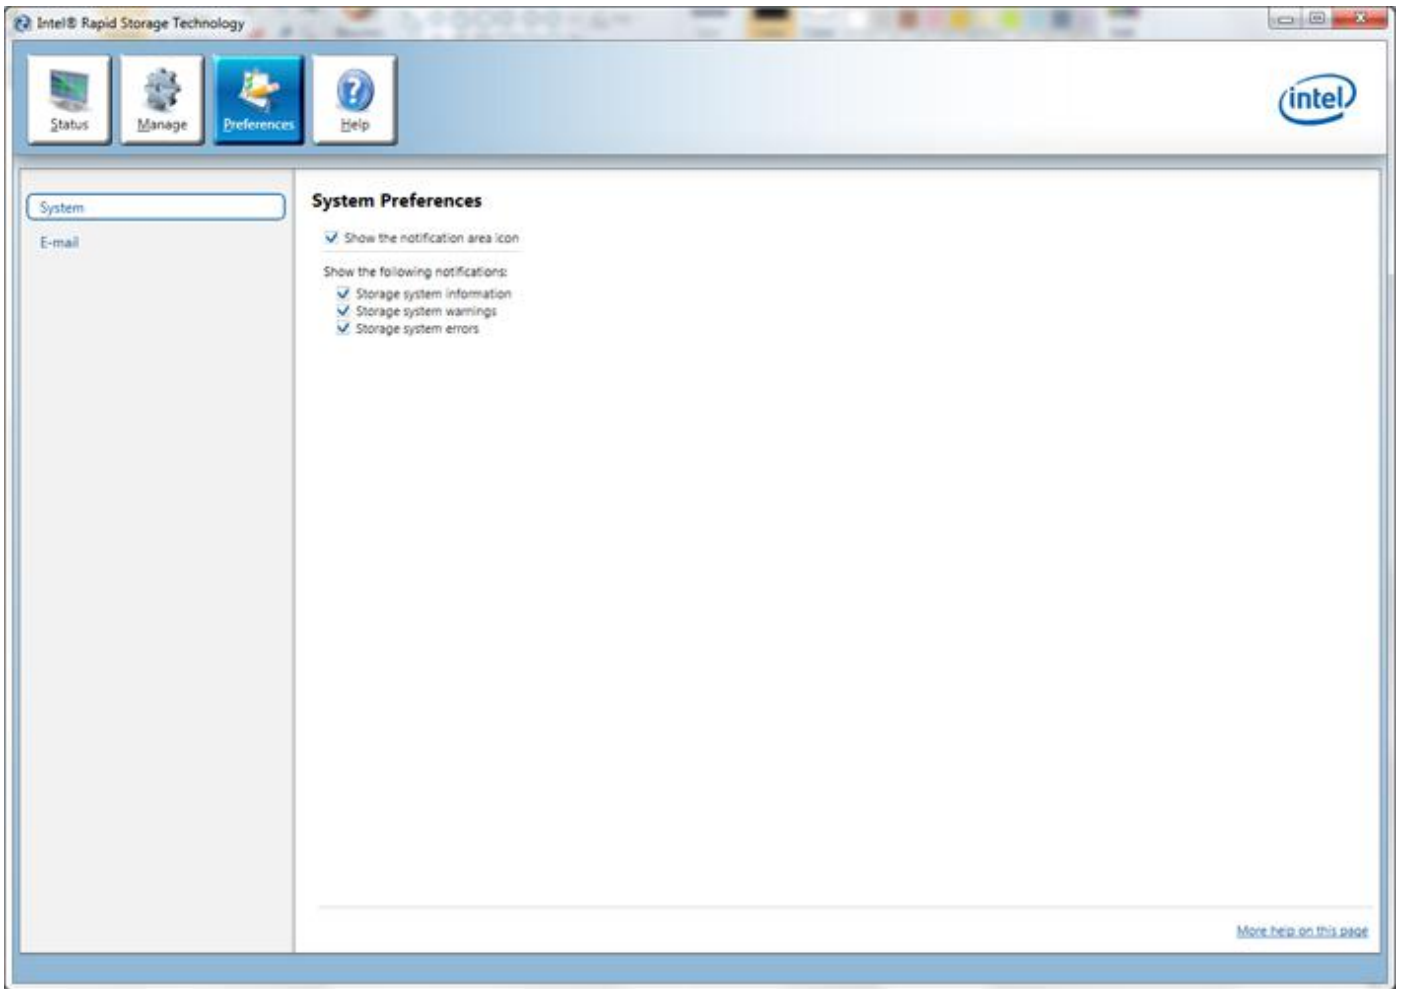 Intel® Rapid Storage Technology
Status
Manage
Preferences
Help
intel
System
E-mail
System Preferences
Show the notification area icon
Show the following notifications:
Storage system information
Storage system warnings
Storage system errors
More help on this page